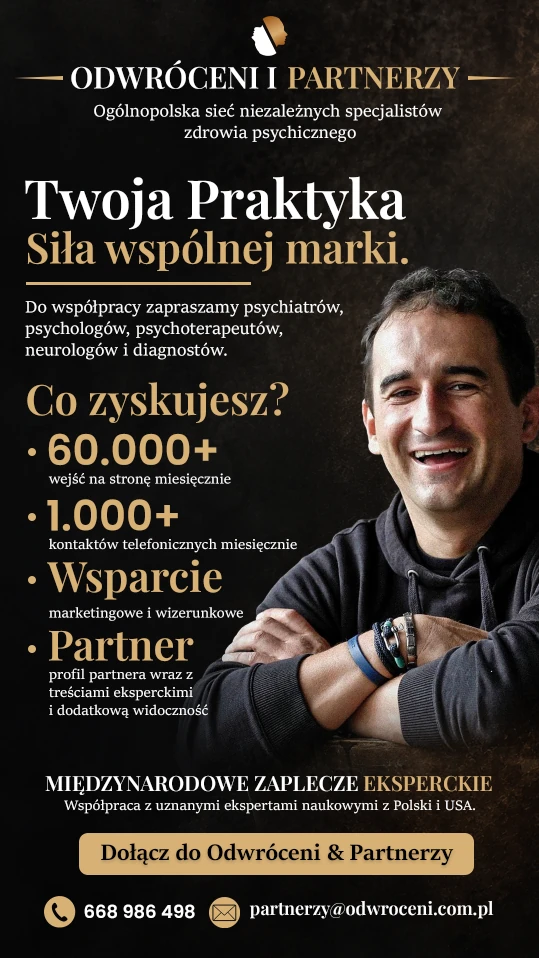 ODWRÓCENI I PARTNERZY
Ogólnopolska sieć niezależnych specjalistów
zdrowia psychicznego
Twoja Praktyka
Siła wspólnej marki.
Do współpracy zapraszamy psychiatrów,
psychologów, psychoterapeutów,
neurologów i diagnostów.
Co zyskujesz?
• 60.000+
wejść na stronę miesięcznie
• 1.000+
kontaktów telefonicznych miesięcznie
• Wsparcie
marketingowe i wizerunkowe
• Partner
profil partnera wraz z
treściami eksperckimi
i dodatkową widoczność
MIĘDZYNARODOWE ZAPLECZE EKSPERCKIE
Współpraca z uznanymi ekspertami naukowymi z Polski i USA.
Dołącz do Odwróceni & Partnerzy
668 986 498 partnerzy@odwroceni.com.pl